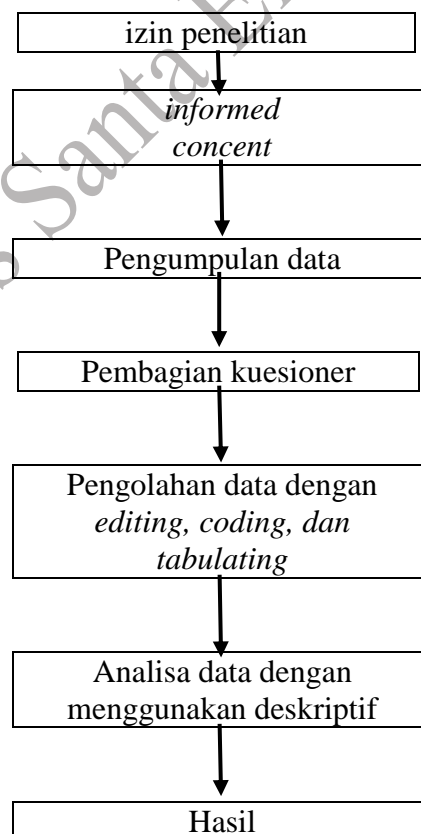 izin penelitian
informed
concent
Pengumpulan data
Pembagian kuesioner
Pengolahan data dengan
editing, coding, dan
tabulating
Analisa data dengan
menggunakan deskriptif
Hasil
Santa